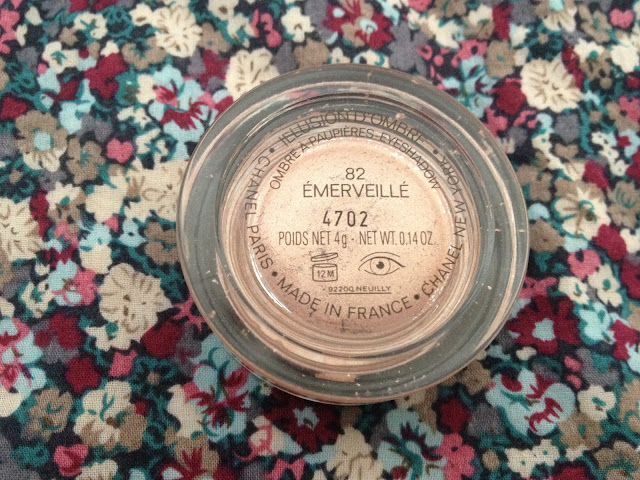 • ILLUSION D'OMBRE •
OMBRE À PAUPIÈRES-EYESHADOW
82
ÉMERVEILLÉ
4702
POIDS NET 4g - NET WT. 0.14 OZ.
12M
- 92200 NEUILLY
CHANEL PARIS • MADE IN FRANCE • CHANEL NEW YORK